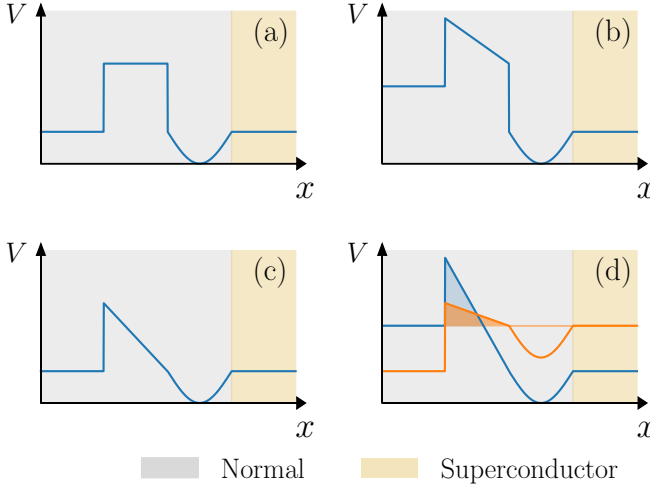 V (a) V (b)
x x
V (c) V (d)
x x
Normal Superconductor